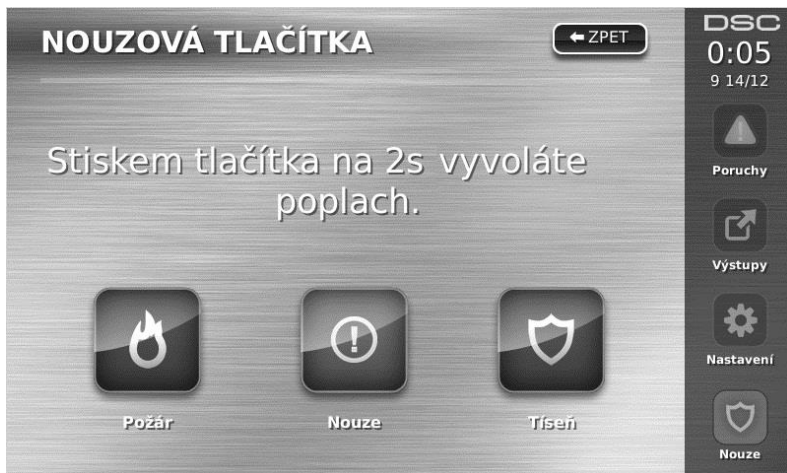 NOUZOVÁ TLAČÍTKA
ZPET
Stiskem tlačítka na 2s vyvoláte
poplach.
Požár
Nouze
Tíseň
DSC
0:05
9 14/12
Poruchy
Výstupy
Nastavení
Nouze